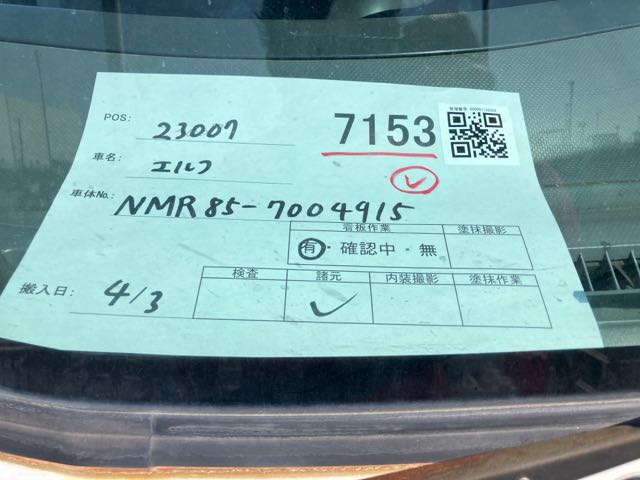 POS: 23007
7153
車名: エルフ
車体No.: NMR85-7004915
看板作業 塗抹撮影
有・確認中・無
搬入日: 4/3
検査 諸元 内装撮影 塗抹作業